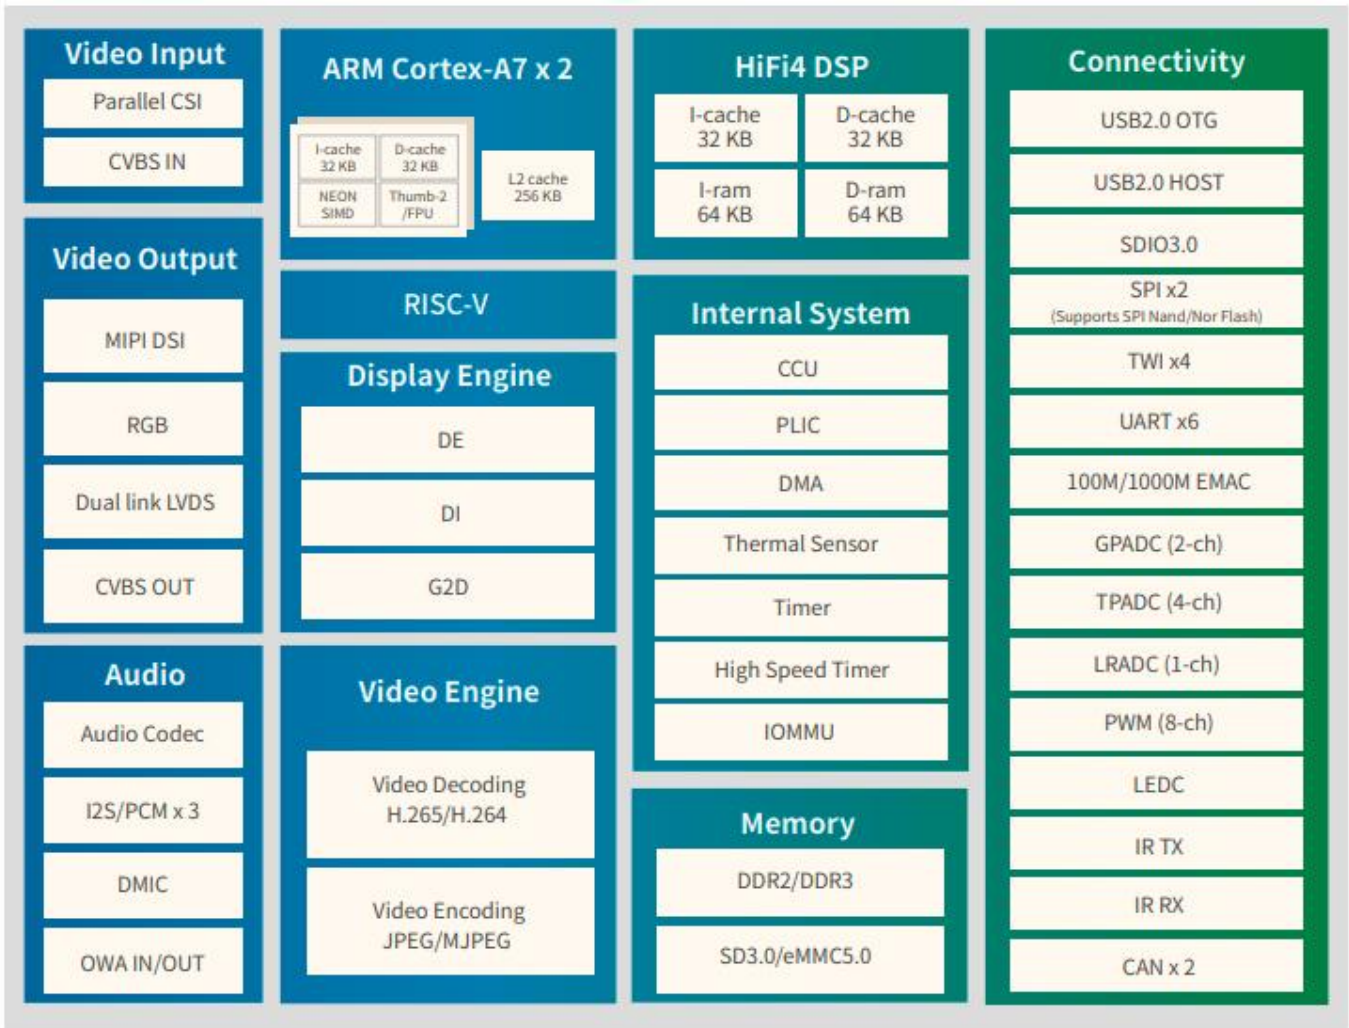 Video Input
Parallel CSI
CVBS IN
Video Output
MIPI DSI
RGB
Dual link LVDS
CVBS OUT
Audio
Audio Codec
I2S/PCM x 3
DMIC
OWA IN/OUT
ARM Cortex-A7 x 2
I-cache
32 KB
D-cache
32 KB
NEON
SIMD
Thumb-2
/FPU
L2 cache
256 KB
RISC-V
Display Engine
DE
DI
G2D
Video Engine
Video Decoding
H.265/H.264
Video Encoding
JPEG/MJPEG
HiFi4 DSP
I-cache
32 KB
D-cache
32 KB
I-ram
64 KB
D-ram
64 KB
Internal System
CCU
PLIC
DMA
Thermal Sensor
Timer
High Speed Timer
IOMMU
Memory
DDR2/DDR3
SD3.0/eMMC5.0
Connectivity
USB2.0 OTG
USB2.0 HOST
SDIO3.0
SPI x2
(Supports SPI Nand/Nor Flash)
TWI x4
UART x6
100M/1000M EMAC
GPADC (2-ch)
TPADC (4-ch)
LRADC (1-ch)
PWM (8-ch)
LEDC
IR TX
IR RX
CAN x 2